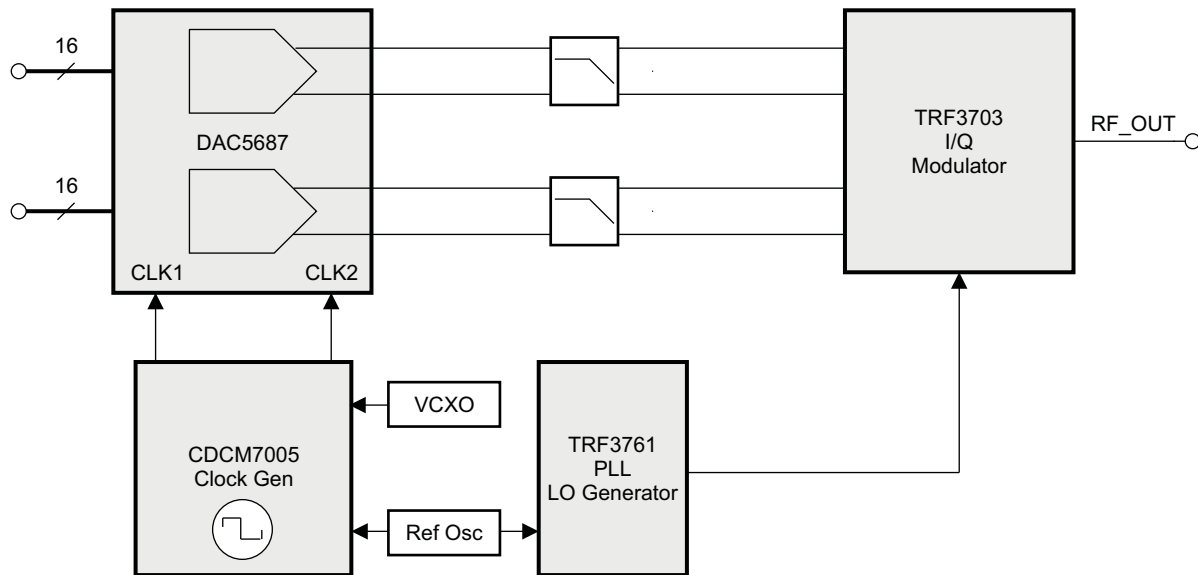 16
DAC5687
16
CLK1
CLK2
TRF3703
I/Q
Modulator
RF_OUT
CDCM7005
Clock Gen
VCXO
Ref Osc
TRF3761
PLL
LO Generator